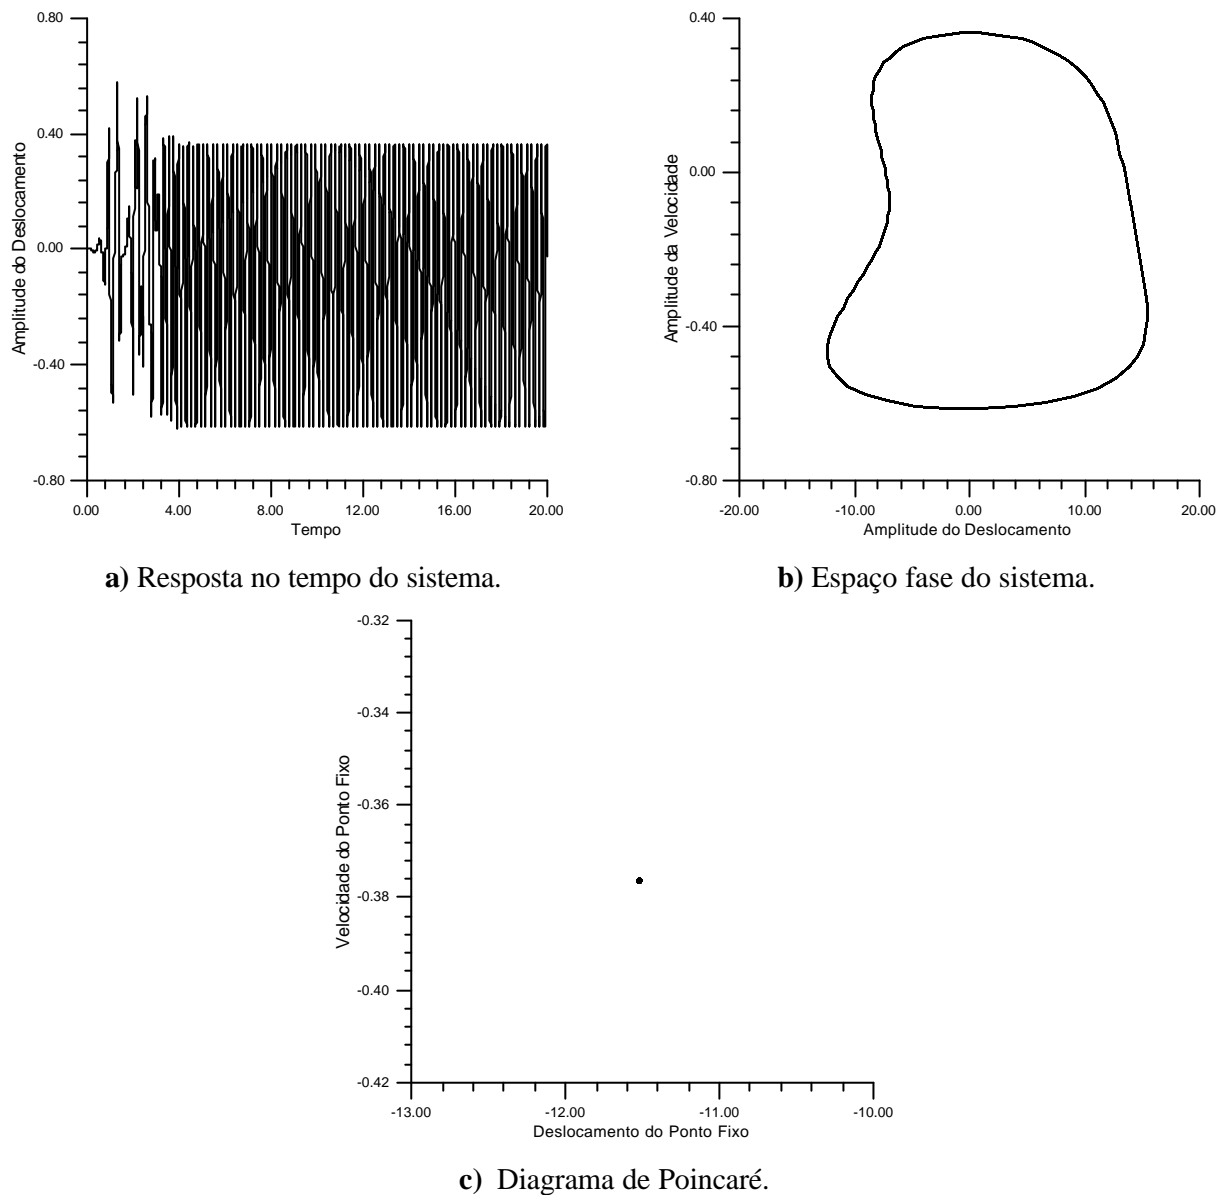 0.80
0.40
0.00
-0.40
-0.80
Amplitude do Deslocamento
0.00 4.00 8.00 12.00 16.00 20.00
Tempo
a) Resposta no tempo do sistema.
0.40
0.00
-0.40
-0.80
Amplitude da Velocidade
-20.00 -10.00 0.00 10.00 20.00
Amplitude do Deslocamento
b) Espaço fase do sistema.
-0.32
-0.34
-0.36
-0.38
-0.40
-0.42
Velocidade do Ponto Fixo
-13.00 -12.00 -11.00 -10.00
Deslocamento do Ponto Fixo
c) Diagrama de Poincaré.